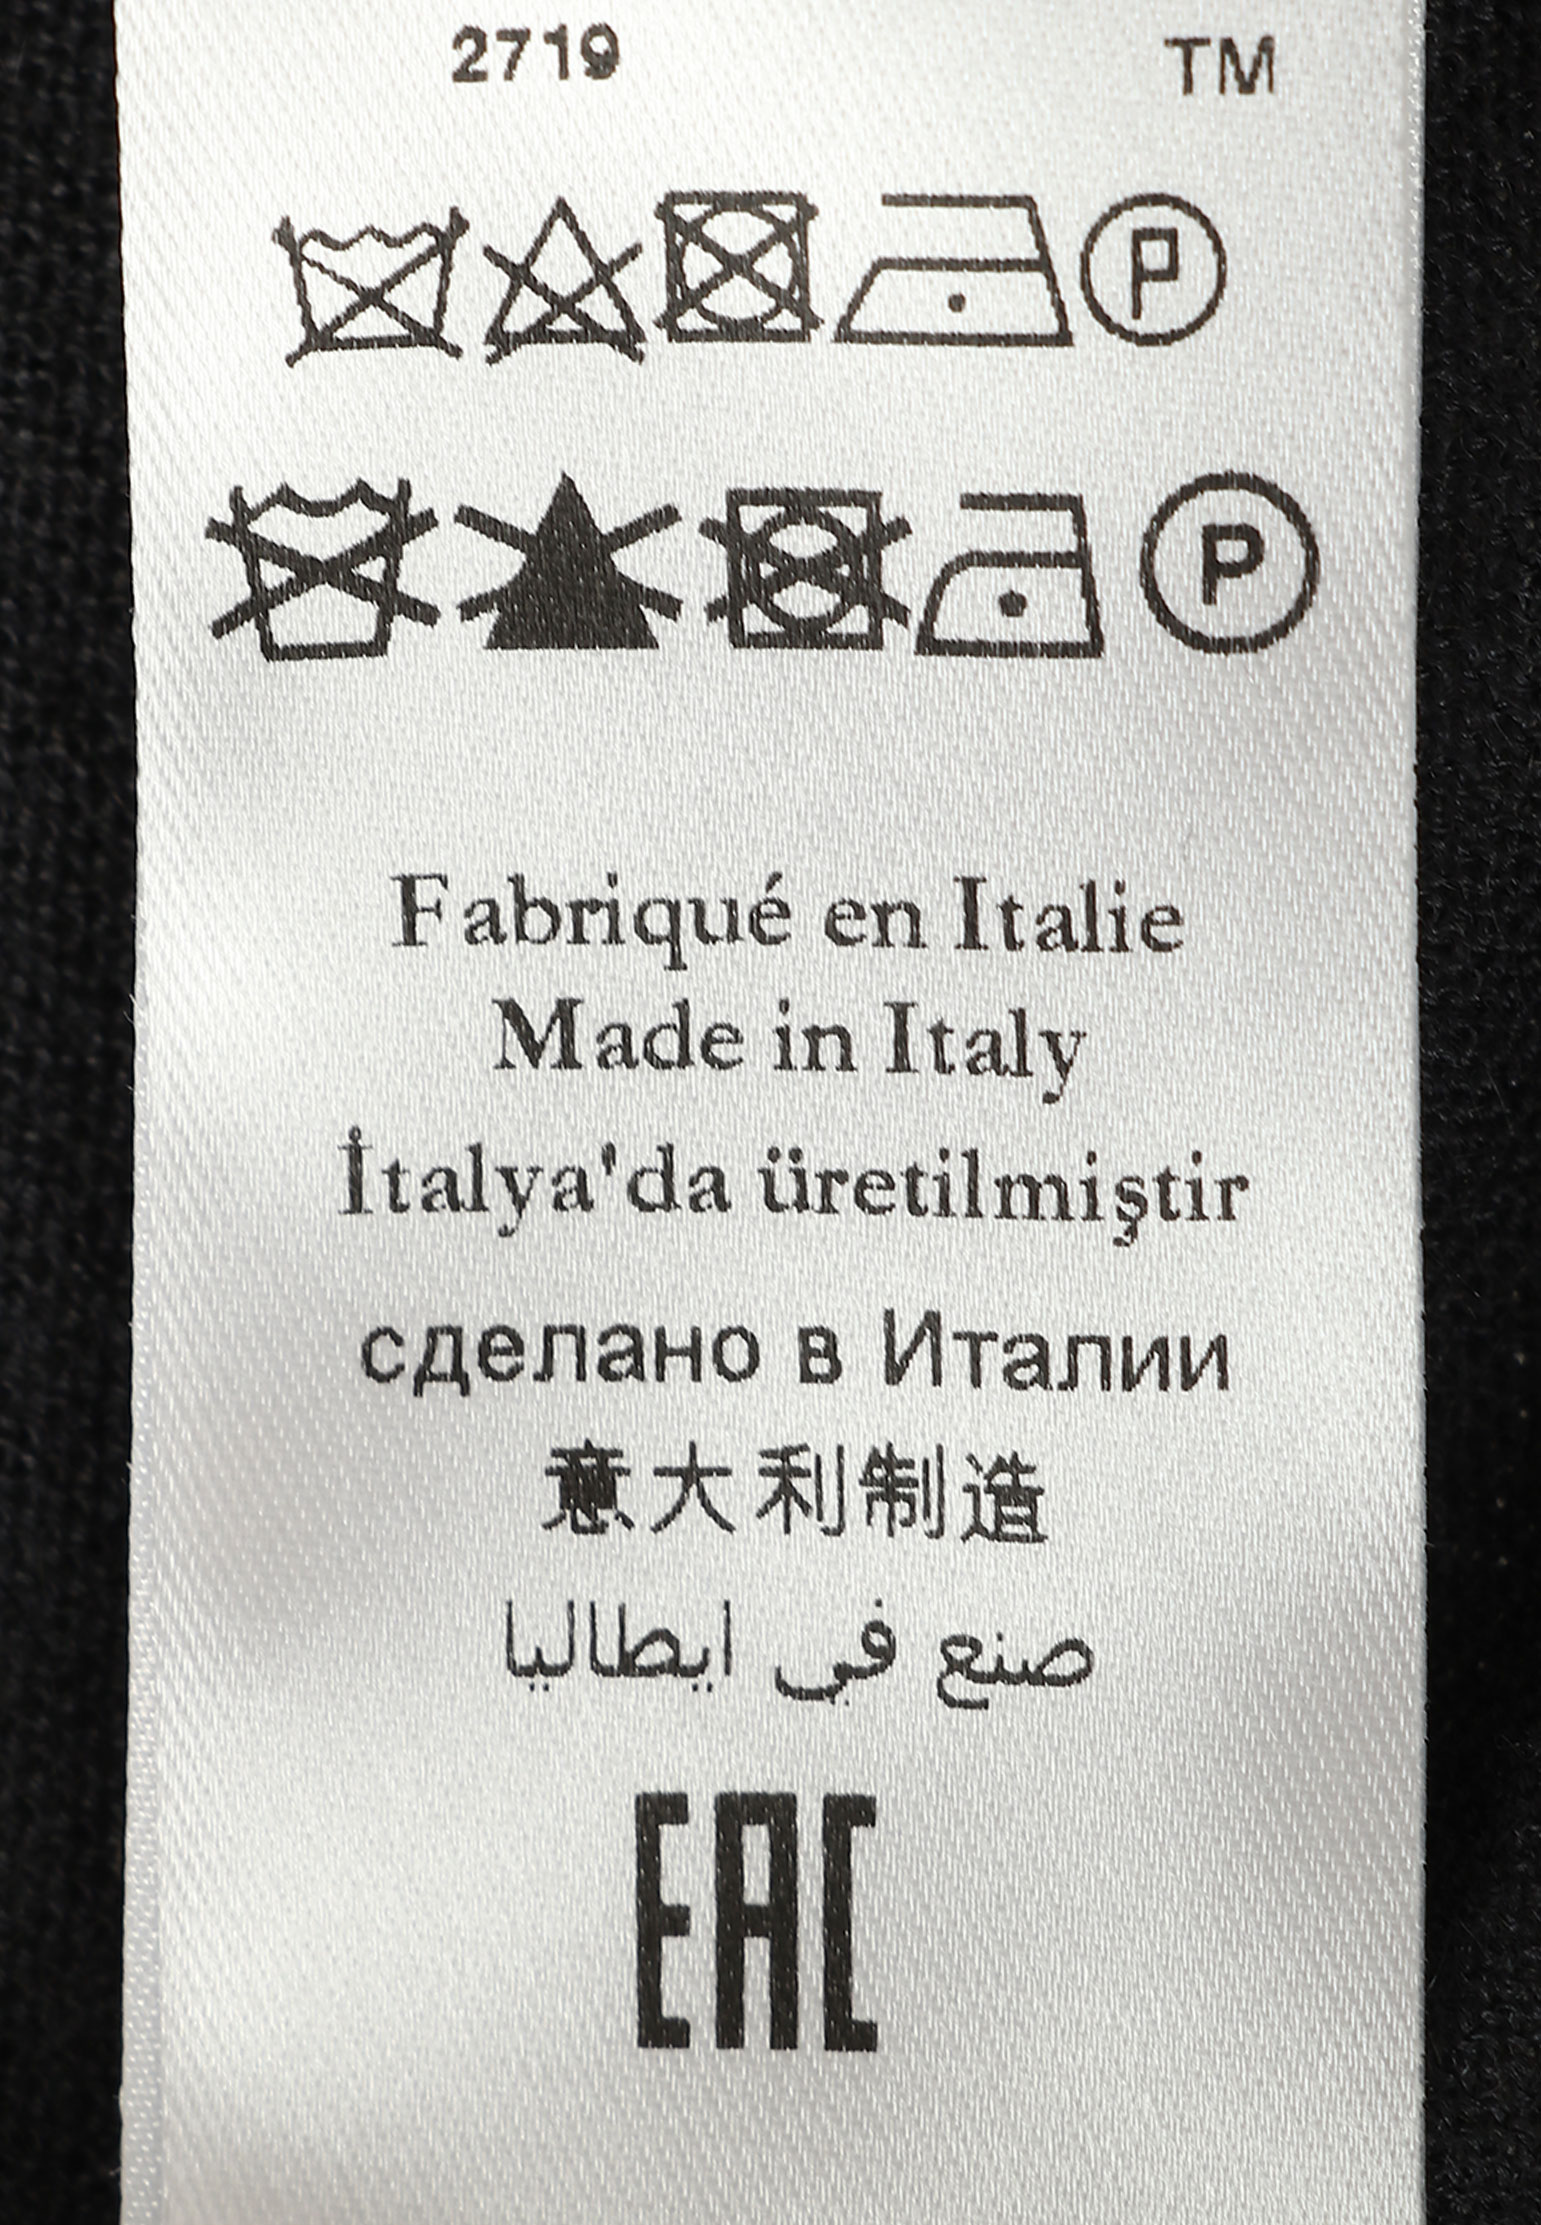 2719 TM
P
P
Fabriqué en Italie
Made in Italy
İtalya'da üretilmiştir
сделано в Италии
意大利制造
صنع في ايطاليا
EAC